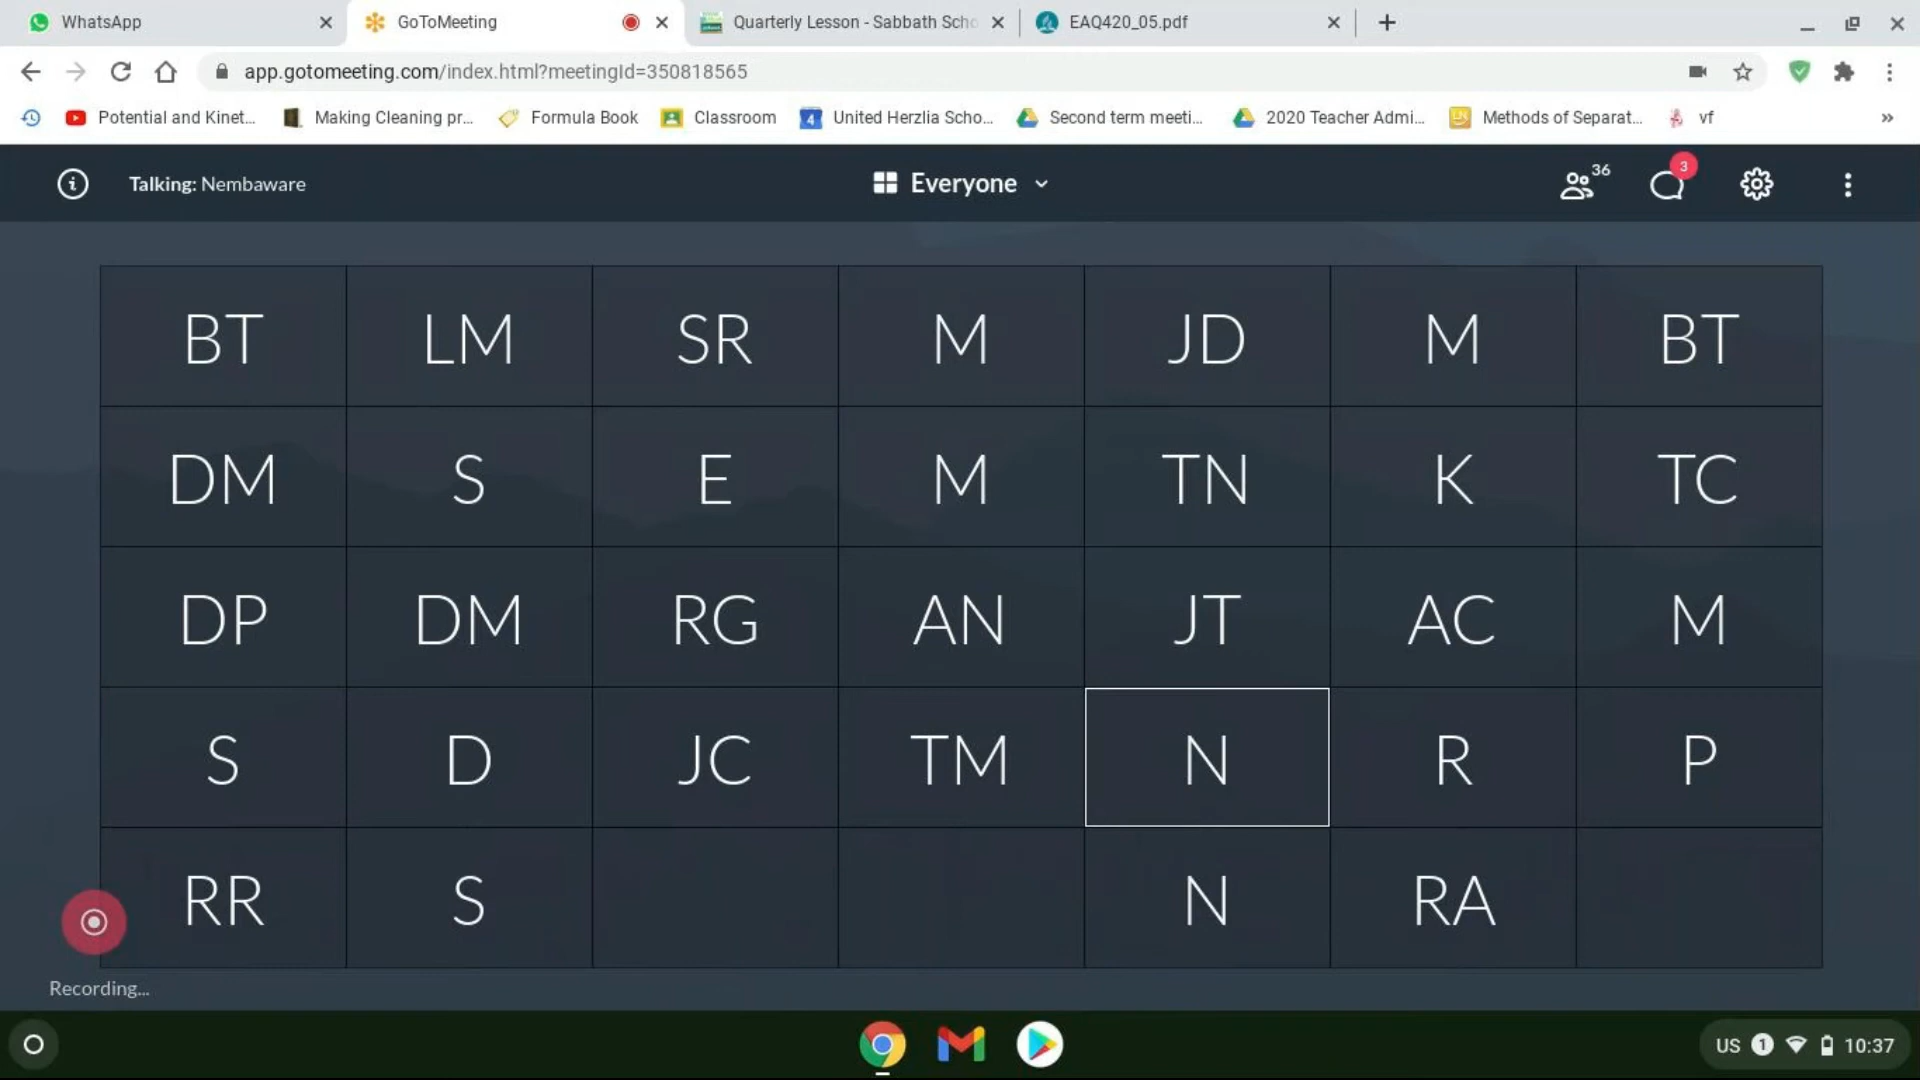 WhatsApp
GoToMeeting
Quarterly Lesson - Sabbath Scho
EAQ420_05.pdf
app.gotomeeting.com/index.html?meetingId=350818565
Potential and Kinet...
Making Cleaning pr...
Formula Book
Classroom
4
United Herzlia Scho...
Second term meeti...
2020 Teacher Admi...
Methods of Separat...
vf
»
Talking: Nembaware
Everyone
36
3
BT LM SR M JD M BT
DM S E M TN K TC
DP DM RG AN JT AC M
S D JC TM N R P
RR S N RA
Recording...
US 1 10:37